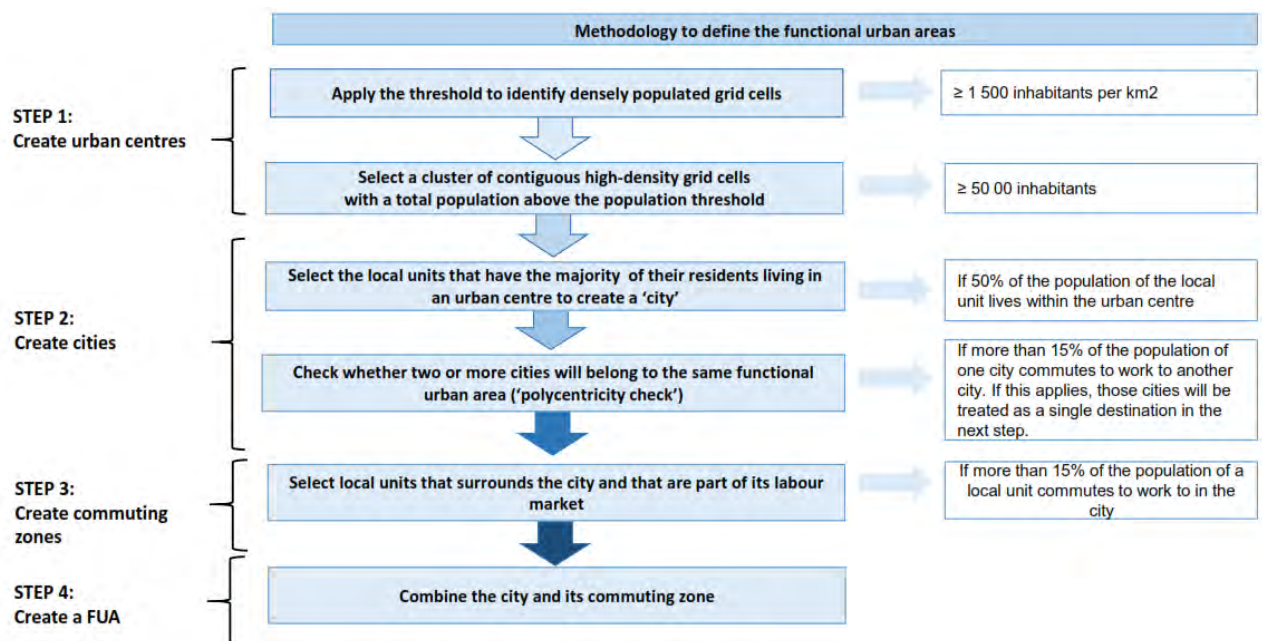 Methodology to define the functional urban areas
STEP 1:
Create urban centres
Apply the threshold to identify densely populated grid cells
≥ 1 500 inhabitants per km2
Select a cluster of contiguous high-density grid cells
with a total population above the population threshold
≥ 50 00 inhabitants
STEP 2:
Create cities
Select the local units that have the majority of their residents living in
an urban centre to create a ‘city’
If 50% of the population of the local
unit lives within the urban centre
Check whether two or more cities will belong to the same functional
urban area (‘polycentricity check’)
If more than 15% of the population of
one city commutes to work to another
city. If this applies, those cities will be
treated as a single destination in the
next step.
STEP 3:
Create commuting
zones
Select local units that surrounds the city and that are part of its labour
market
If more than 15% of the population of a
local unit commutes to work to in the
city
STEP 4:
Create a FUA
Combine the city and its commuting zone